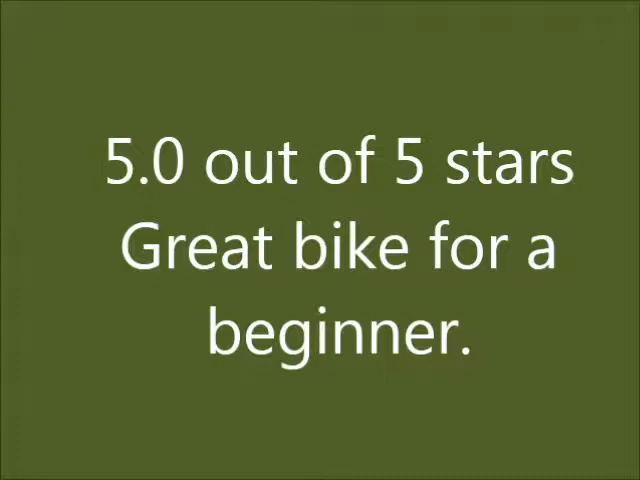 5.0 out of 5 stars
Great bike for a
beginner.